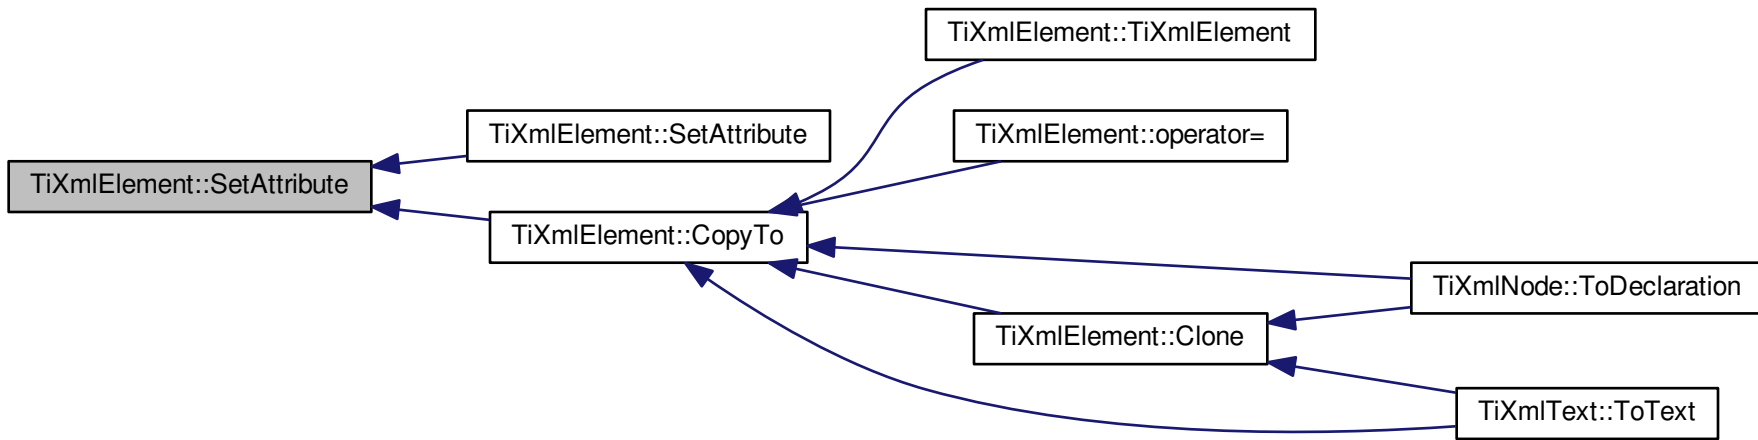 TiXmlElement::TiXmlElement
TiXmlElement::SetAttribute
TiXmlElement::operator=
TiXmlElement::SetAttribute
TiXmlElement::CopyTo
TiXmlNode::ToDeclaration
TiXmlElement::Clone
TiXmlText::ToText